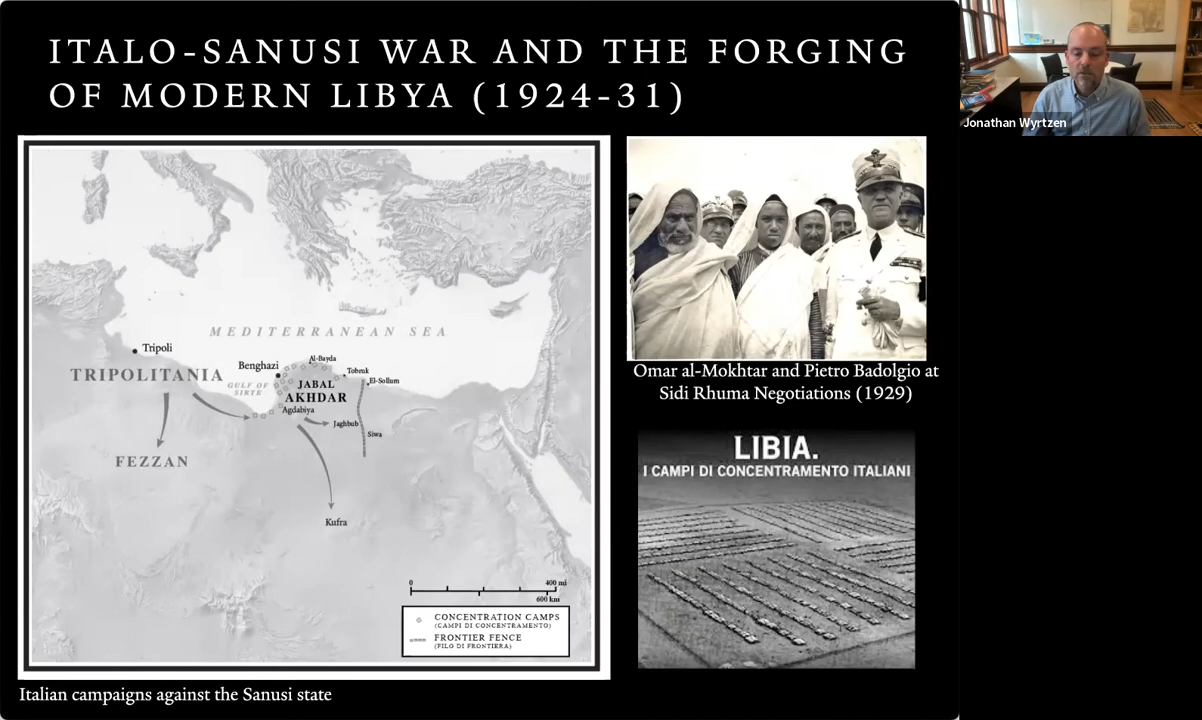 ITALO-SANUSI WAR AND THE FORGING
OF MODERN LIBYA (1924-31)
Jonathan Wyrtzen
MEDITERRANEAN SEA
Tripoli
TRIPOLITANIA
Benghazi
Al-Bayda
Tobruk
El-Sollum
GULF OF
SIRTE
JABAL
AKHDAR
Agdabiya
Jaghbub
Siwa
FEZZAN
Kufra
0
400 mi
600 km
CONCENTRATION CAMPS
(CAMPI DI CONCENTRAMENTO)
FRONTIER FENCE
(FILO DI FRONTIERA)
Italian campaigns against the Sanusi state
Omar al-Mokhtar and Pietro Badolgio at
Sidi Rhuma Negotiations (1929)
LIBIA.
I CAMPI DI CONCENTRAMENTO ITALIANI